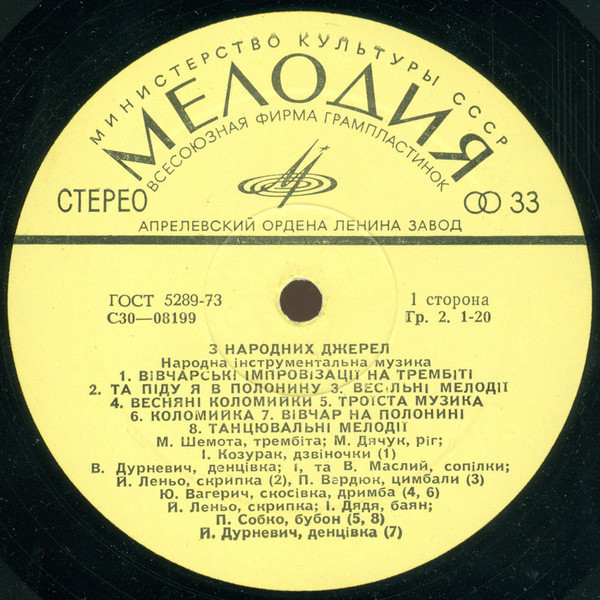 МИНИСТЕРСТВО КУЛЬТУРЫ СССР
МЕЛОДИЯ
ВСЕСОЮЗНАЯ ФИРМА ГРАМПЛАСТИНОК
СТЕРЕО 33
АПРЕЛЕВСКИЙ ОРДЕНА ЛЕНИНА ЗАВОД
ГОСТ 5289-73 1 сторона
С30—08199 Гр. 2. 1-20
З НАРОДНИХ ДЖЕРЕЛ
Народна інструментальна музика
1. ВІВЧАРСЬКІ ІМПРОВІЗАЦІЇ НА ТРЕМБІТІ
2. ТА ПІДУ Я В ПОЛОНИНУ 3. ВЕСІЛЬНІ МЕЛОДІЇ
4. ВЕСНЯНІ КОЛОМИЙКИ 5. ТРОЇСТА МУЗИКА
6. КОЛОМИЙКА 7. ВІВЧАР НА ПОЛОНИНІ
8. ТАНЦЮВАЛЬНІ МЕЛОДІЇ
М. Шемота, трембіта; М. Дячук, ріг;
І. Козурак, дзвіночки (1)
В. Дурневич, денцівка; І, та В. Маслий, сопілки;
Й. Леньо, скрипка (2), П. Вердюк, цимбали (3)
Ю. Вагерич, скосівка, дримба (4, 6)
Й. Леньо, скрипка; І. Дядя, баян;
П. Собко, бубон (5, 8)
Й. Дурневич, денцівка (7)